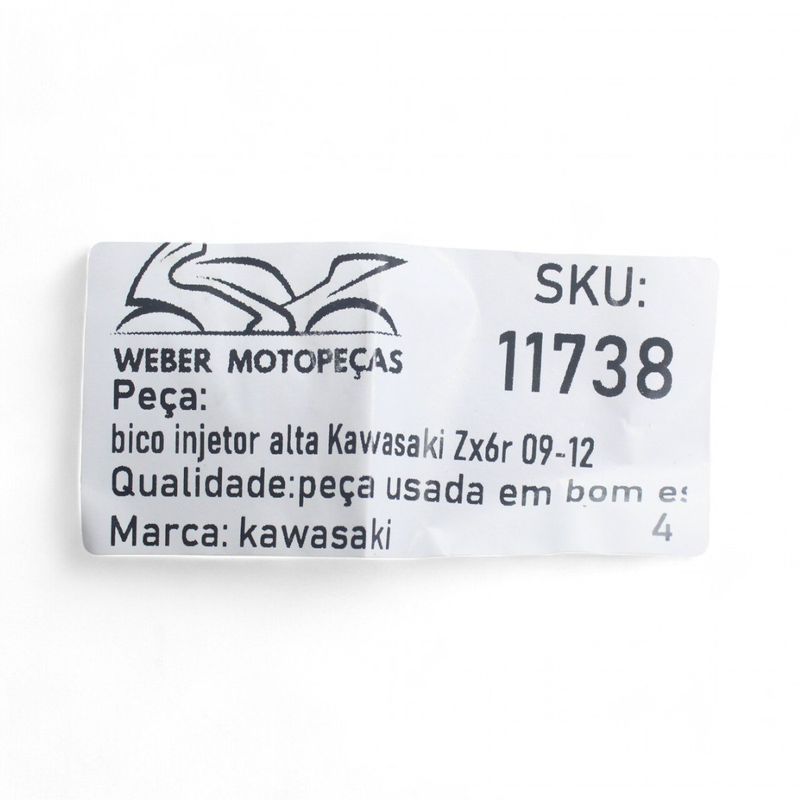 WEBER MOTOPEÇAS
SKU:
11738
Peça:
bico injetor alta Kawasaki Zx6r 09-12
Qualidade:peça usada em bom es
Marca: kawasaki
4